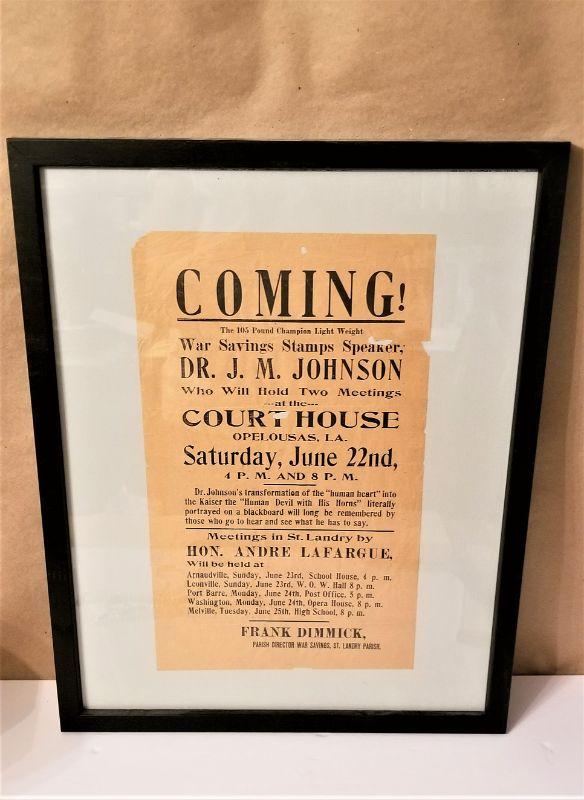 COMING!
The 105 Pound Champion Light Weight
War Savings Stamps Speaker,
DR. J. M. JOHNSON
Who Will Hold Two Meetings
---at the---
COURT HOUSE
OPELOUSAS, LA.
Saturday, June 22nd,
4 P. M. AND 8 P. M.
Dr. Johnson's transformation of the "human heart" into
the Kaiser the "Human Devil with His Horns" literally
portrayed on a blackboard will long be remembered by
those who go to hear and see what he has to say.
Meetings in St. Landry by
HON. ANDRE LAFARGUE,
Will be held at
Arnaudville, Sunday, June 23rd, School House, 4 p. m.
Leonville, Sunday, June 23rd, W. O. W. Hall 8 p. m.
Port Barre, Monday, June 24th, Post Office, 5 p. m.
Washington, Monday, June 24th, Opera House, 8 p. m.
Melville, Tuesday, June 25th, High School, 8 p. m.
FRANK DIMMICK,
PARISH DIRECTOR WAR SAVINGS, ST. LANDRY PARISH.